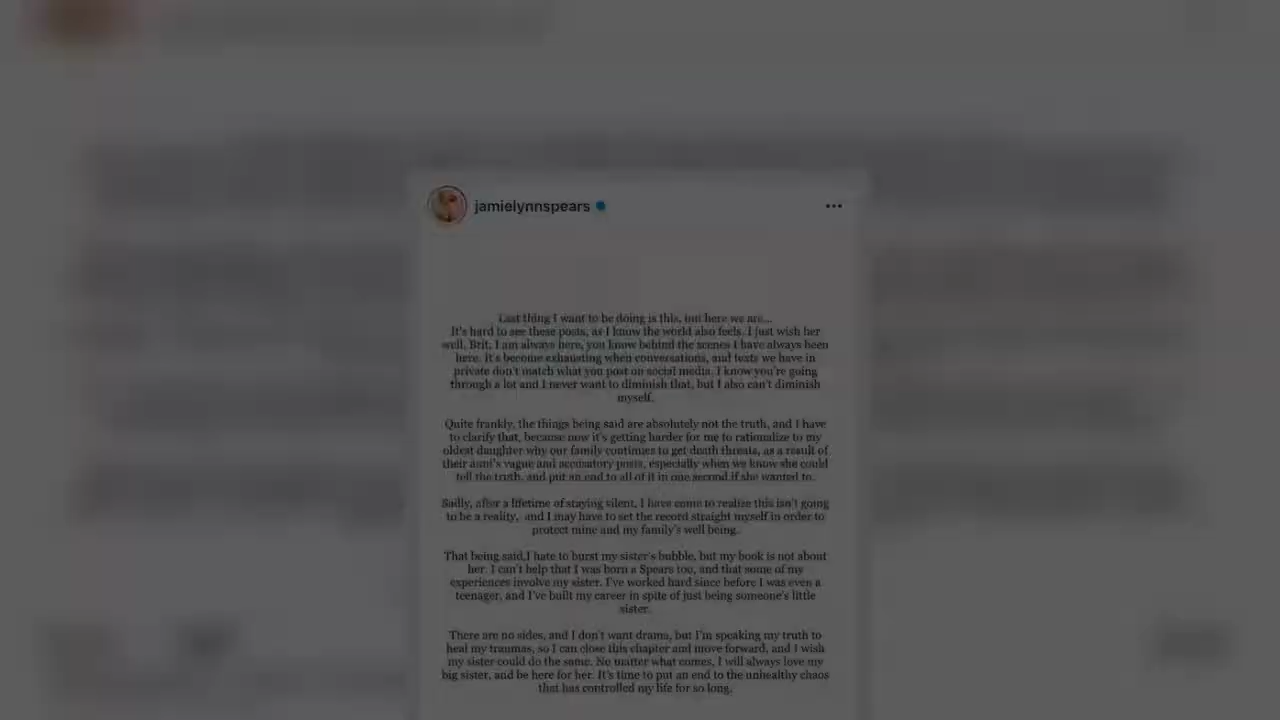 jamielynnspears
Last thing I want to be doing is this, but here we are...
It's hard to see these posts, as I know the world also feels. I just wish her
well. Brit, I am always here, you know behind the scenes I have always been
here. It's become exhausting when conversations, and texts we have in
private don't match what you post on social media. I know you're going
through a lot and I never want to diminish that, but I also can't diminish
myself.
Quite frankly, the things being said are absolutely not the truth, and I have
to clarify that, because now it's getting harder for me to rationalize to my
oldest daughter why our family continues to get death threats, as a result of
their aunt's vague and accusatory posts, especially when we know she could
tell the truth, and put an end to all of it in one second if she wanted to.
Sadly, after a lifetime of staying silent, I have come to realize this isn't going
to be a reality, and I may have to set the record straight myself in order to
protect mine and my family's well being.
That being said,I hate to burst my sister's bubble, but my book is not about
her. I can't help that I was born a Spears too, and that some of my
experiences involve my sister. I've worked hard since before I was even a
teenager, and I've built my career in spite of just being someone's little
sister.
There are no sides, and I don't want drama, but I'm speaking my truth to
heal my traumas, so I can close this chapter and move forward, and I wish
my sister could do the same. No matter what comes, I will always love my
big sister, and be here for her. It's time to put an end to the unhealthy chaos
that has controlled my life for so long.